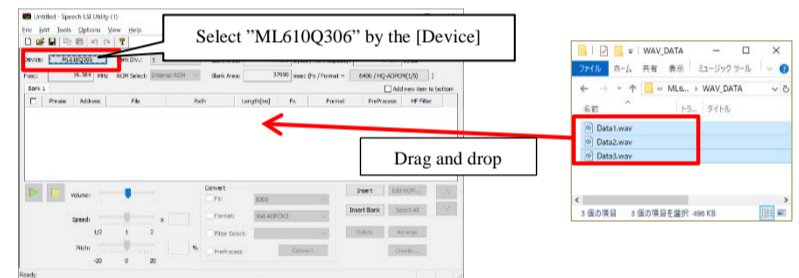 Untitled - Speech LSI Utility (1)
File Edit Tools Options View Help
Select ”ML610Q306” by the [Device]
Device: ML610Q306
Fosc: 16.384 MHz ROM Select: Internal ROM Blank Area: 37999 msec (Fs / Format = 6400 / HQ-ADPCM(1/5) )
Bank 1
Add new item to bottom
Phrase Address File Path Length[ms] Fs Format PreProcess HF Filter
Drag and drop
Volume:
Speed: x
1/2 1 2
Pitch: %
-20 0 20
Convert
Fs:
Format: 4bit ADPCM2
Filter Select:
PreProcess Convert
Insert Edit ROM...
Insert Blank Select All
Delete Arrange
Create...
Ready
WAV_DATA
ファイル ホーム 共有 表示 ミュージック ツール
« ML6... › WAV_DATA
名前 トラ... タイトル
Data1.wav
Data2.wav
Data3.wav
3 個の項目 3 個の項目を選択 498 KB